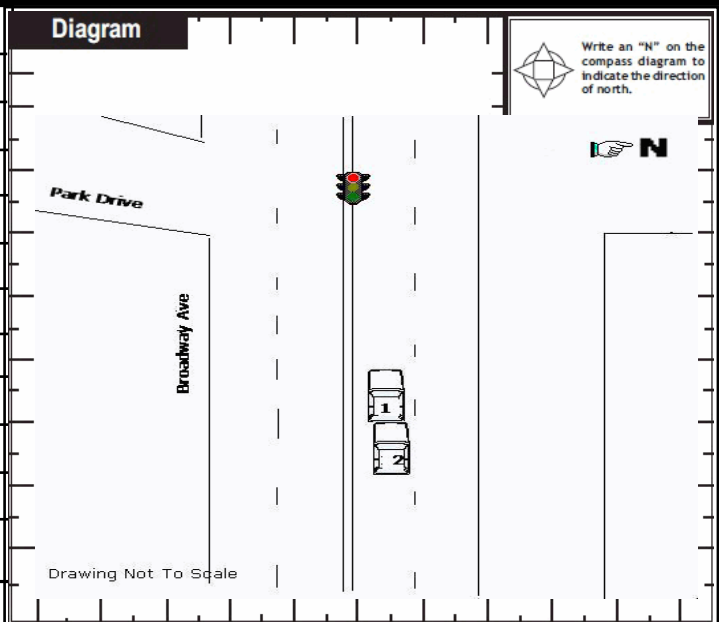 Diagram
Write an “N” on the
compass diagram to
indicate the direction
of north.
N
Park Drive
Broadway Ave
1
2
Drawing Not To Scale